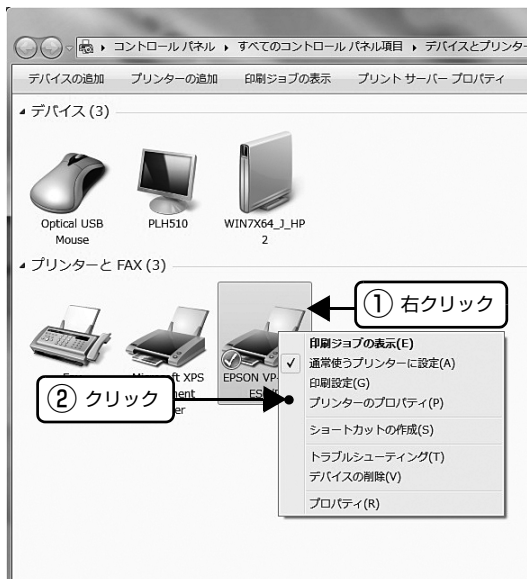 コントロール パネル ▸ すべてのコントロール パネル項目 ▸ デバイスとプリンター
デバイスの追加 プリンターの追加 印刷ジョブの表示 プリント サーバー プロパティ
デバイス (3)
Optical USB Mouse
PLH510
WIN7X64_J_HP2
プリンターと FAX (3)
① 右クリック
XPS
EPSON VP-
② クリック
印刷ジョブの表示(E)
通常使うプリンターに設定(A)
印刷設定(G)
プリンターのプロパティ(P)
ショートカットの作成(S)
トラブルシューティング(T)
デバイスの削除(V)
プロパティ(R)